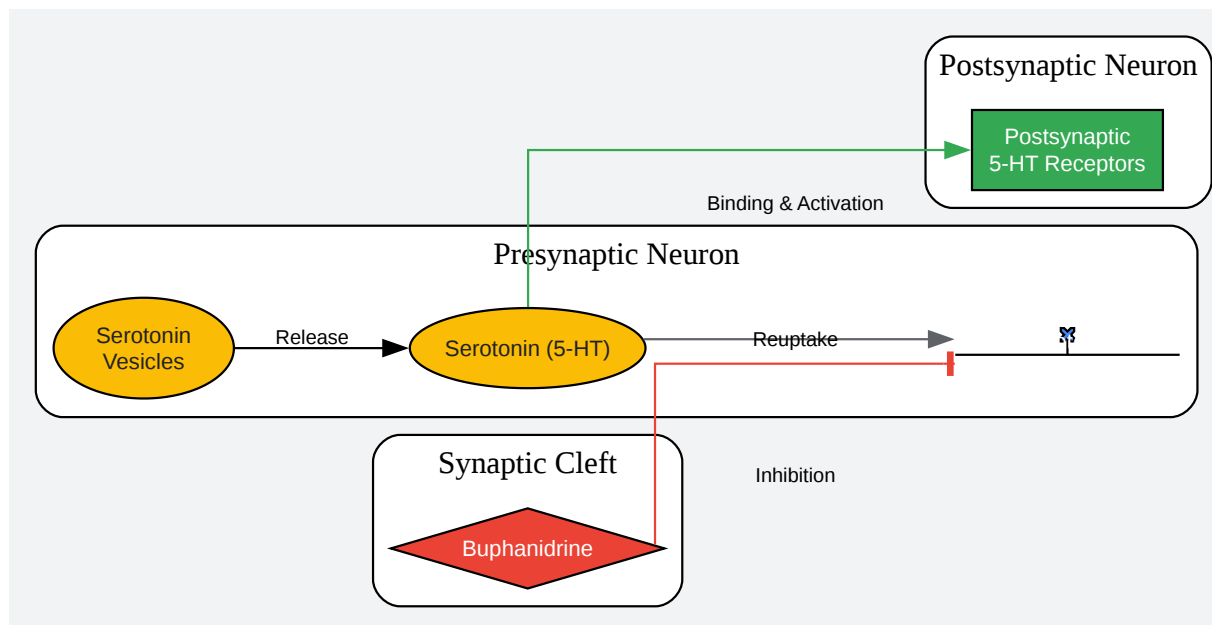 Postsynaptic Neuron
Postsynaptic
5-HT Receptors
Binding & Activation
Presynaptic Neuron
Serotonin
Vesicles
Release
Serotonin (5-HT)
Reuptake
Synaptic Cleft
Inhibition
Buphanidrine